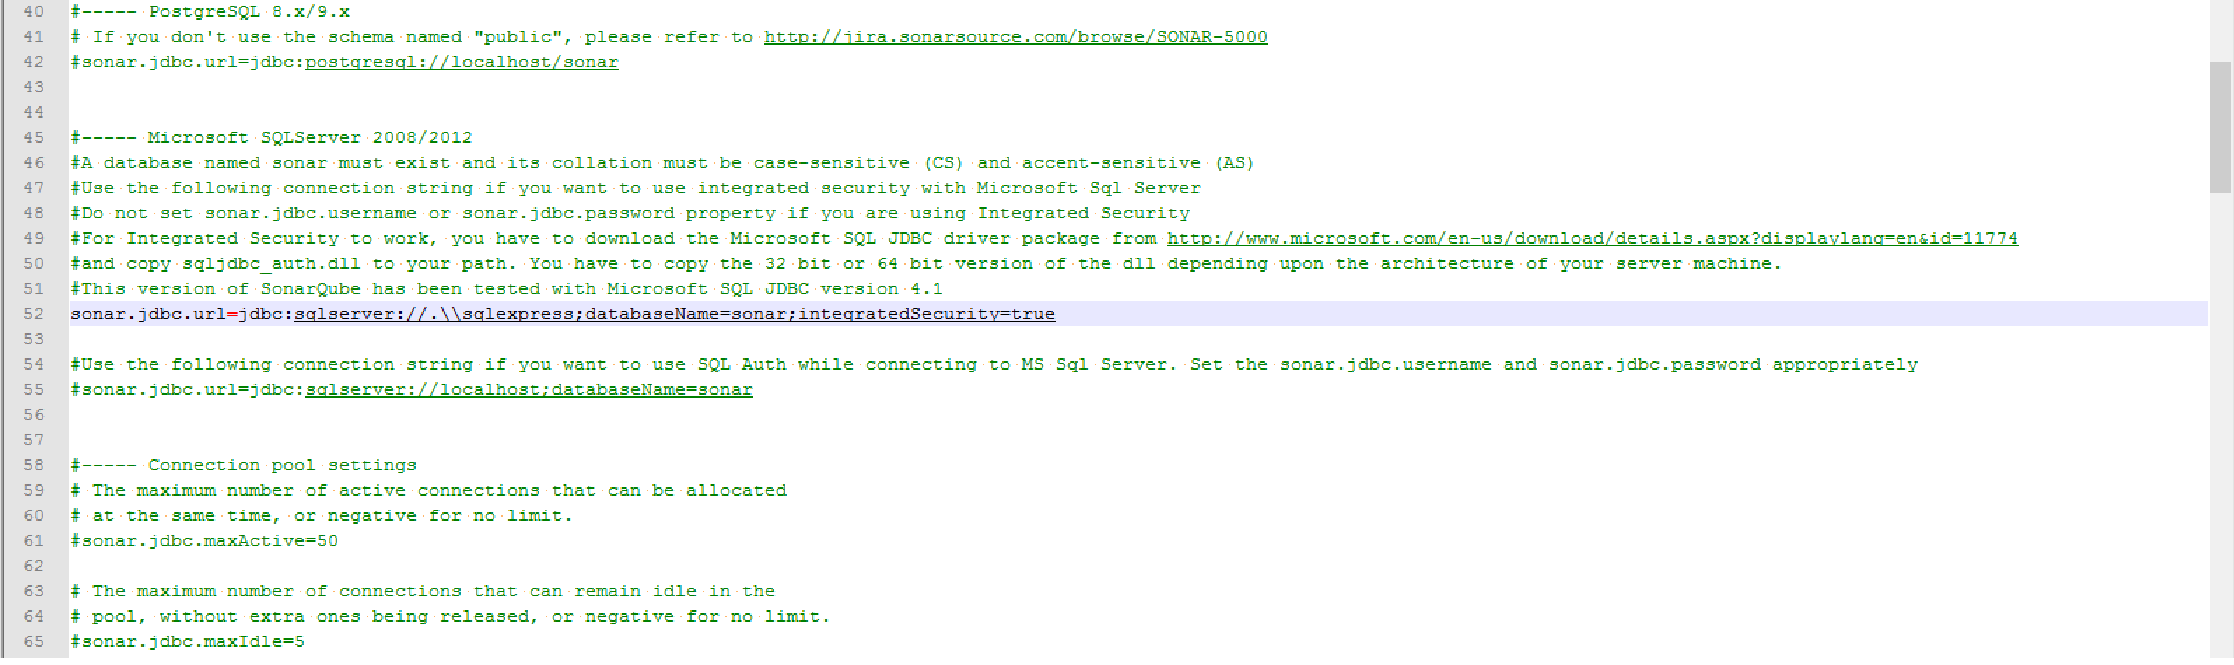 40 #----- PostgreSQL 8.x/9.x
41 # If you don't use the schema named "public", please refer to http://jira.sonarsource.com/browse/SONAR-5000
42 #sonar.jdbc.url=jdbc:postgresql://localhost/sonar
43
44
45 #----- Microsoft SQLServer 2008/2012
46 #A database named sonar must exist and its collation must be case-sensitive (CS) and accent-sensitive (AS)
47 #Use the following connection string if you want to use integrated security with Microsoft Sql Server
48 #Do not set sonar.jdbc.username or sonar.jdbc.password property if you are using Integrated Security
49 #For Integrated Security to work, you have to download the Microsoft SQL JDBC driver package from http://www.microsoft.com/en-us/download/details.aspx?displaylang=en&id=11774
50 #and copy sqljdbc_auth.dll to your path. You have to copy the 32 bit or 64 bit version of the dll depending upon the architecture of your server machine.
51 #This version of SonarQube has been tested with Microsoft SQL JDBC version 4.1
52 sonar.jdbc.url=jdbc:sqlserver://.\\sqlexpress;databaseName=sonar;integratedSecurity=true
53
54 #Use the following connection string if you want to use SQL Auth while connecting to MS Sql Server. Set the sonar.jdbc.username and sonar.jdbc.password appropriately
55 #sonar.jdbc.url=jdbc:sqlserver://localhost;databaseName=sonar
56
57
58 #----- Connection pool settings
59 # The maximum number of active connections that can be allocated
60 # at the same time, or negative for no limit.
61 #sonar.jdbc.maxActive=50
62
63 # The maximum number of connections that can remain idle in the
64 # pool, without extra ones being released, or negative for no limit.
65 #sonar.jdbc.maxIdle=5